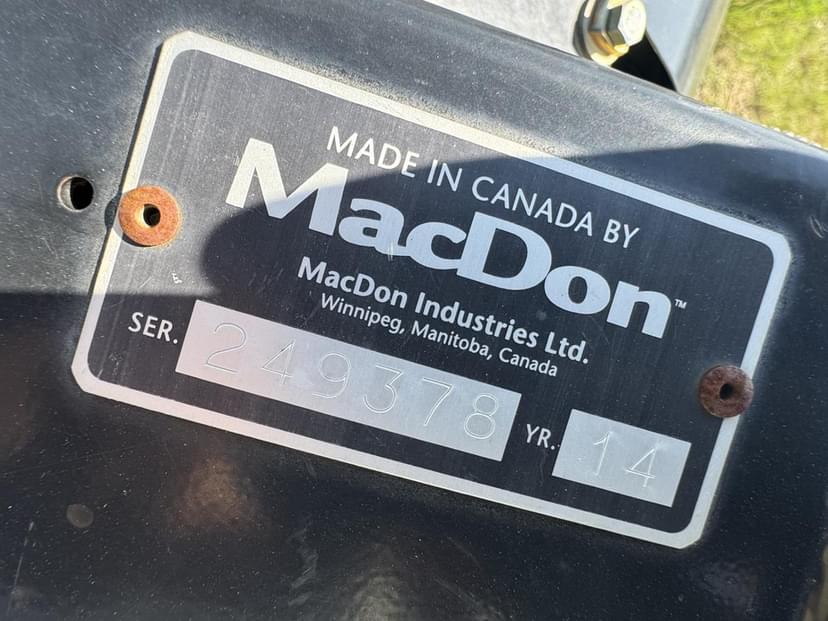 MADE IN CANADA BY
MacDon™
MacDon Industries Ltd.
Winnipeg, Manitoba, Canada
SER. 249378 YR. 14